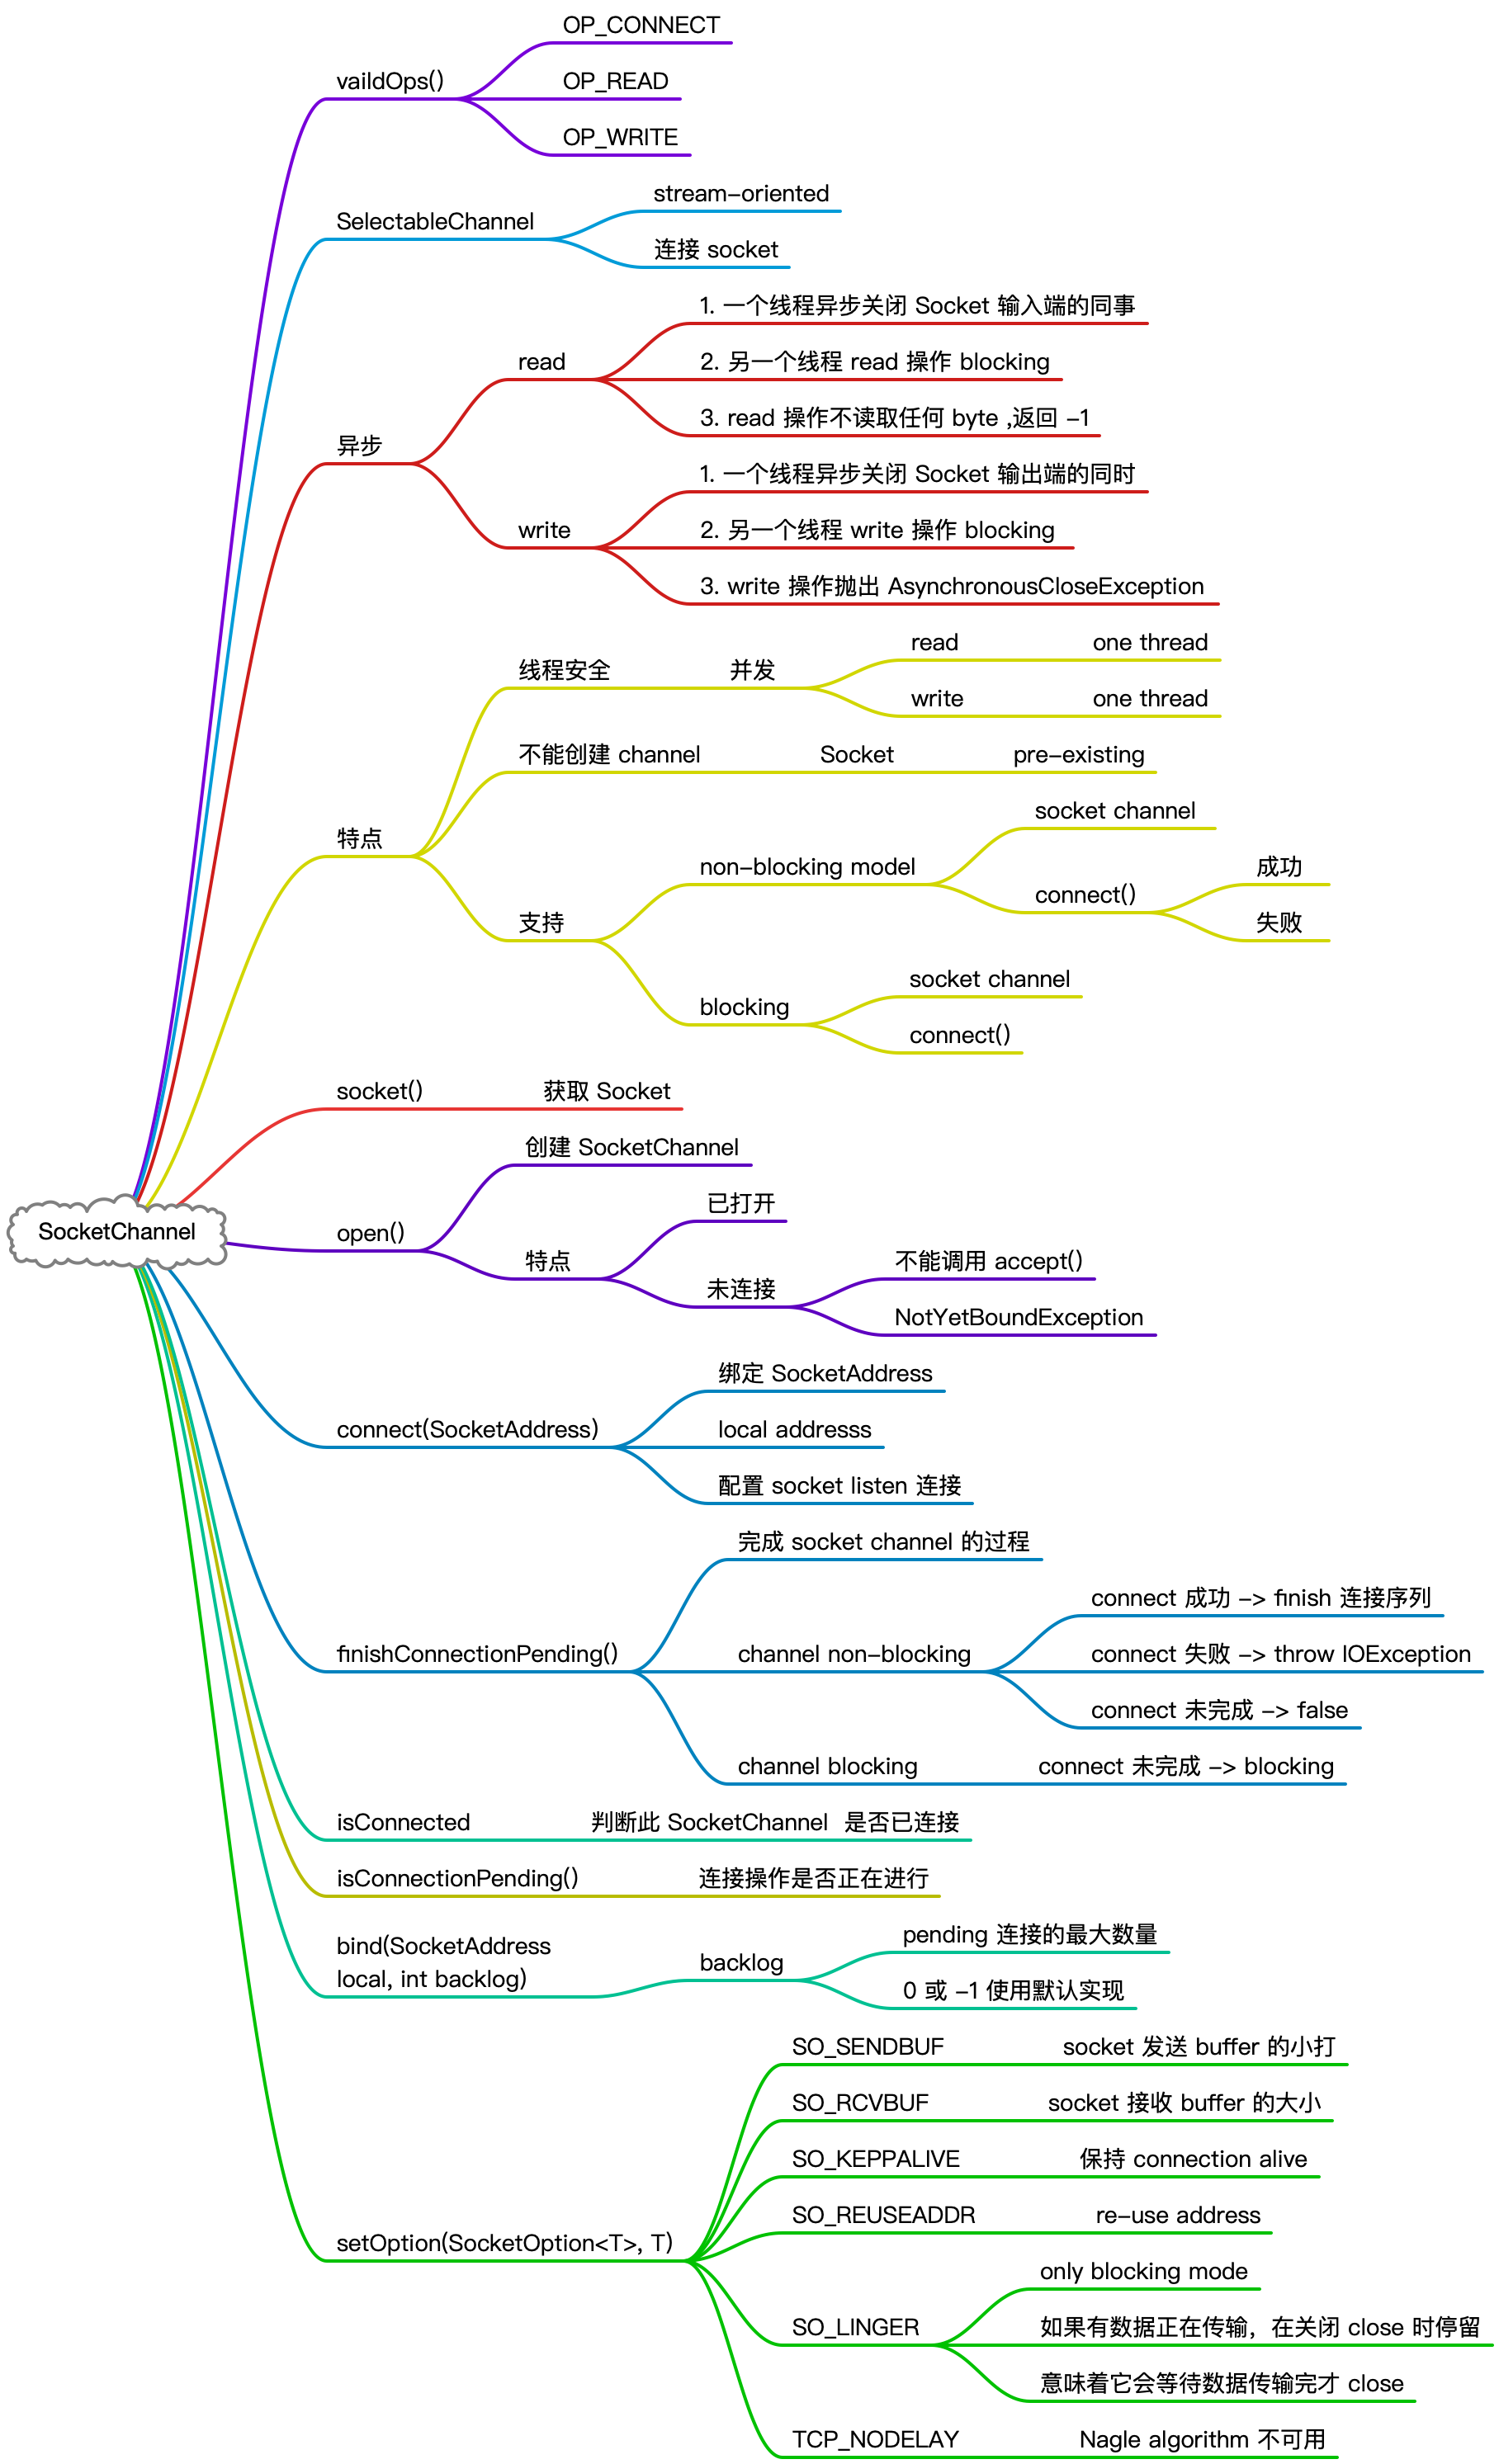 OP_CONNECT
vaildOps()
OP_READ
OP_WRITE
stream-oriented
SelectableChannel
连接 socket
1. 一个线程异步关闭 Socket 输入端的同事
read
2. 另一个线程 read 操作 blocking
3. read 操作不读取任何 byte ,返回 -1
异步
1. 一个线程异步关闭 Socket 输出端的同时
write
2. 另一个线程 write 操作 blocking
3. write 操作抛出 AsynchronousCloseException
线程安全
并发
read
one thread
write
one thread
不能创建 channel
Socket
pre-existing
特点
socket channel
non-blocking model
connect()
成功
失败
支持
socket channel
blocking
connect()
socket()
获取 Socket
创建 SocketChannel
SocketChannel
open()
已打开
特点
未连接
不能调用 accept()
NotYetBoundException
绑定 SocketAddress
connect(SocketAddress)
local addresss
配置 socket listen 连接
完成 socket channel 的过程
connect 成功 -> finish 连接序列
finishConnectionPending()
channel non-blocking
connect 失败 -> throw IOException
connect 未完成 -> false
channel blocking
connect 未完成 -> blocking
isConnected
判断此 SocketChannel 是否已连接
isConnectionPending()
连接操作是否正在进行
bind(SocketAddress
local, int backlog)
backlog
pending 连接的最大数量
0 或 -1 使用默认实现
SO_SENDBUF
socket 发送 buffer 的小打
SO_RCVBUF
socket 接收 buffer 的大小
SO_KEPPALIVE
保持 connection alive
SO_REUSEADDR
re-use address
setOption(SocketOption<T>, T)
only blocking mode
SO_LINGER
如果有数据正在传输，在关闭 close 时停留
意味着它会等待数据传输完才 close
TCP_NODELAY
Nagle algorithm 不可用